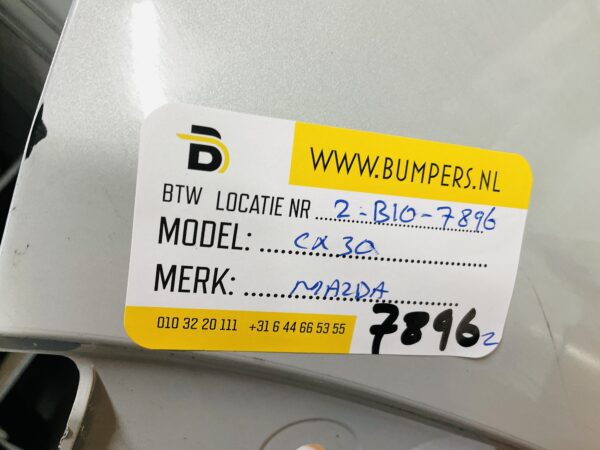 D
WWW.BUMPERS.NL
BTW LOCATIE NR 2-B10-7896
MODEL: CX 30
MERK: MAZDA
010 32 20 111 +31 6 44 66 53 55
7896 2